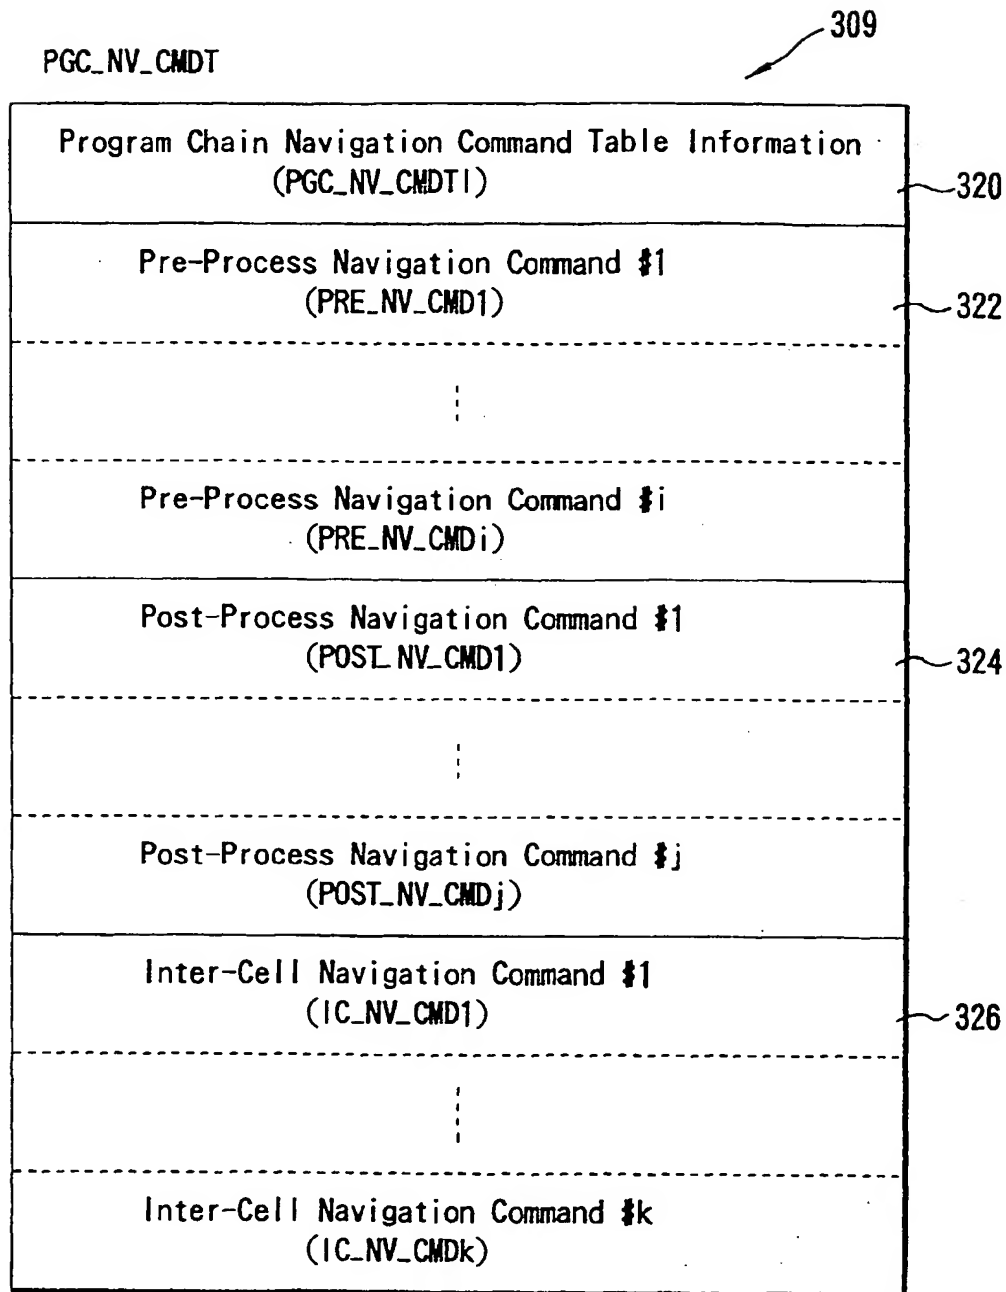 309
PGC_NV_CMDT
Program Chain Navigation Command Table Information
(PGC_NV_CMDTI)
320
Pre-Process Navigation Command #1
(PRE_NV_CMD1)
322
Pre-Process Navigation Command #i
(PRE_NV_CMDi)
Post-Process Navigation Command #1
(POST_NV_CMD1)
324
Post-Process Navigation Command #j
(POST_NV_CMDj)
Inter-Cell Navigation Command #1
(IC_NV_CMD1)
326
Inter-Cell Navigation Command #k
(IC_NV_CMDk)